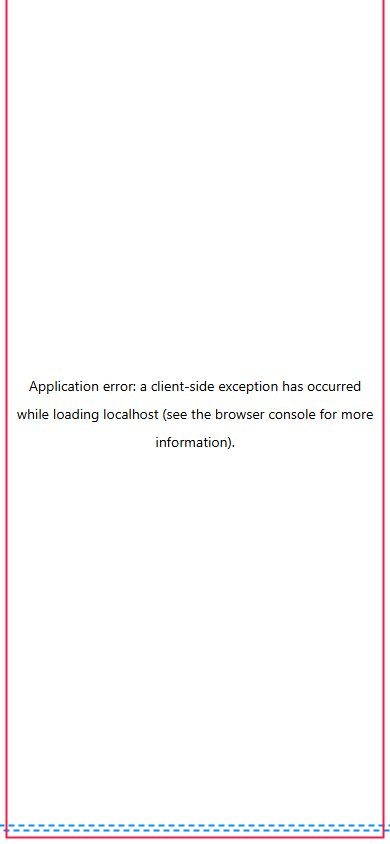 Application error: a client-side exception has occurred
while loading localhost (see the browser console for more
information).